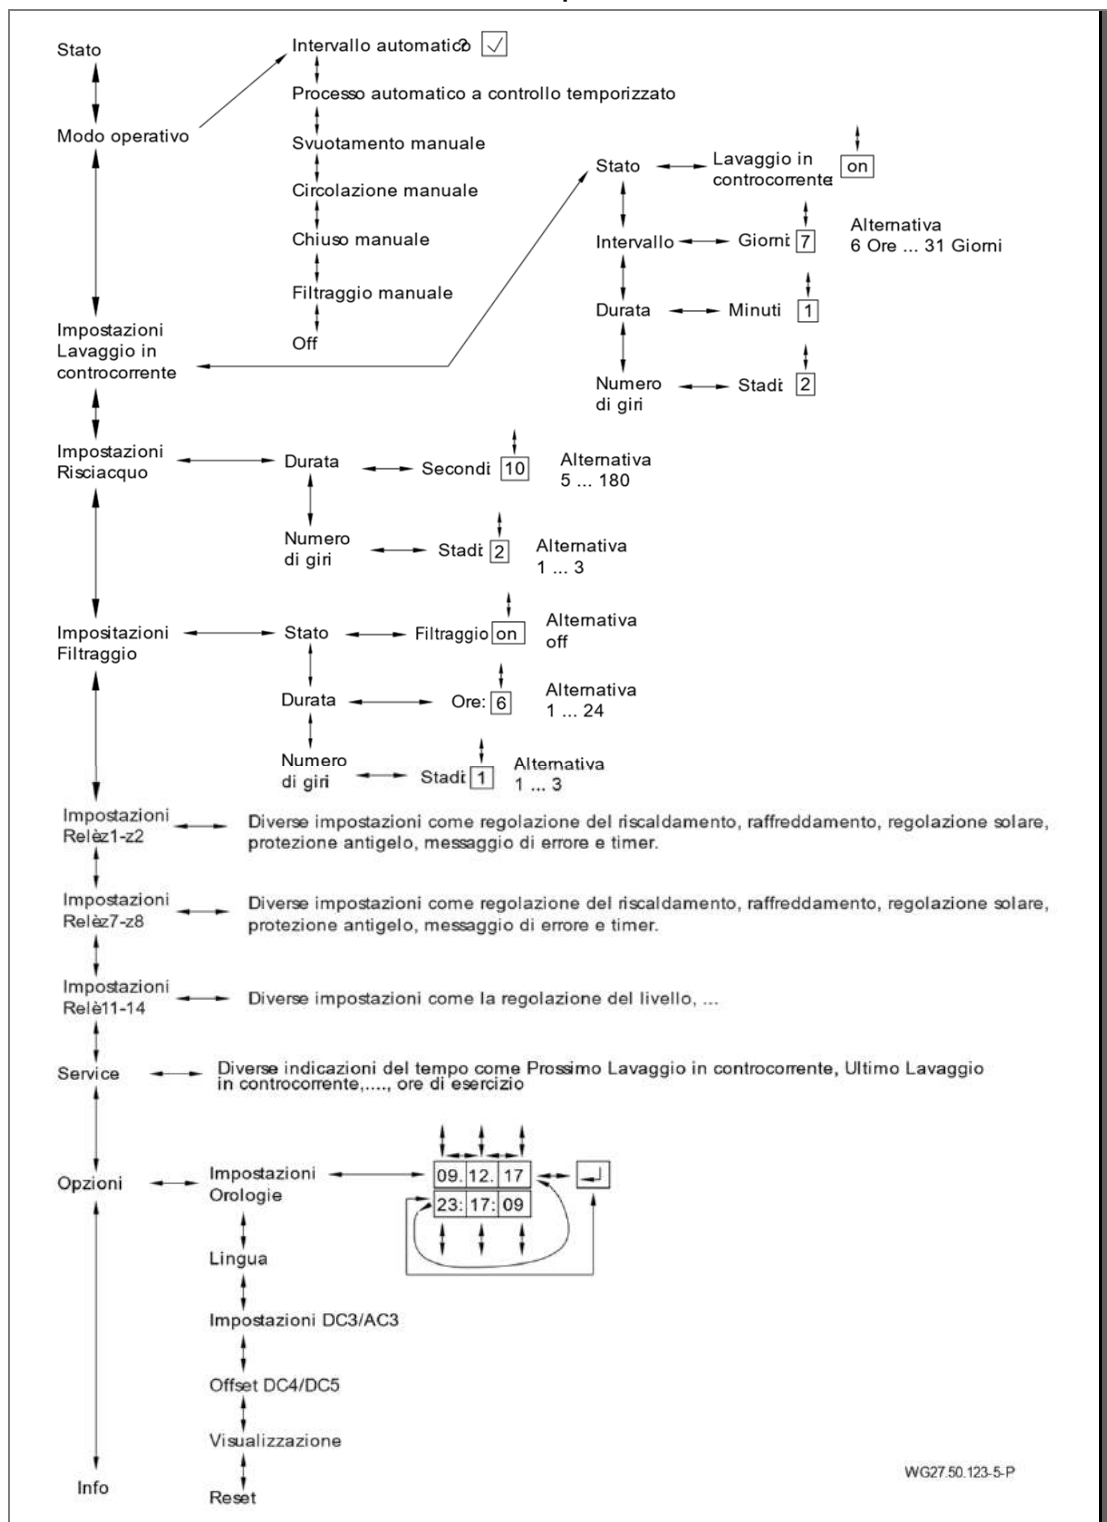 Stato
Modo operativo
Intervallo automatico?
Processo automatico a controllo temporizzato
Svuotamento manuale
Circolazione manuale
Chiuso manuale
Filtraggio manuale
Off
Impostazioni
Lavaggio in
controcorrente
Stato
Lavaggio in
controcorrente: on
Intervallo
Giorni: 7
Alternativa
6 Ore ... 31 Giorni
Durata
Minuti 1
Numero
di giri
Stadi: 2
Impostazioni
Risciacquo
Durata
Secondi: 10
Alternativa
5 ... 180
Numero
di giri
Stadi: 2
Alternativa
1 ... 3
Impositazioni
Filtraggio
Stato
Filtraggio on
Alternativa
off
Durata
Ore: 6
Alternativa
1 ... 24
Numero
di giri
Stadi: 1
Alternativa
1 ... 3
Impostazioni
Relèz1-z2
Diverse impostazioni come regolazione del riscaldamento, raffreddamento, regolazione solare,
protezione antigelo, messaggio di errore e timer.
Impostazioni
Relèz7-z8
Diverse impostazioni come regolazione del riscaldamento, raffreddamento, regolazione solare,
protezione antigelo, messaggio di errore e timer.
Impostazioni
Relè11-14
Diverse impostazioni come la regolazione del livello, ...
Service
Diverse indicazioni del tempo come Prossimo Lavaggio in controcorrente, Ultimo Lavaggio
in controcorrente,...., ore di esercizio
Opzioni
Impostazioni
Orologie
09. 12. 17
23: 17: 09
Lingua
Impostazioni DC3/AC3
Offset DC4/DC5
Visualizzazione
Reset
Info
WG27.50.123-5-P